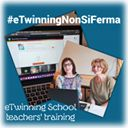 #eTwinningNonSiFerma
eTwinning School
teachers' training